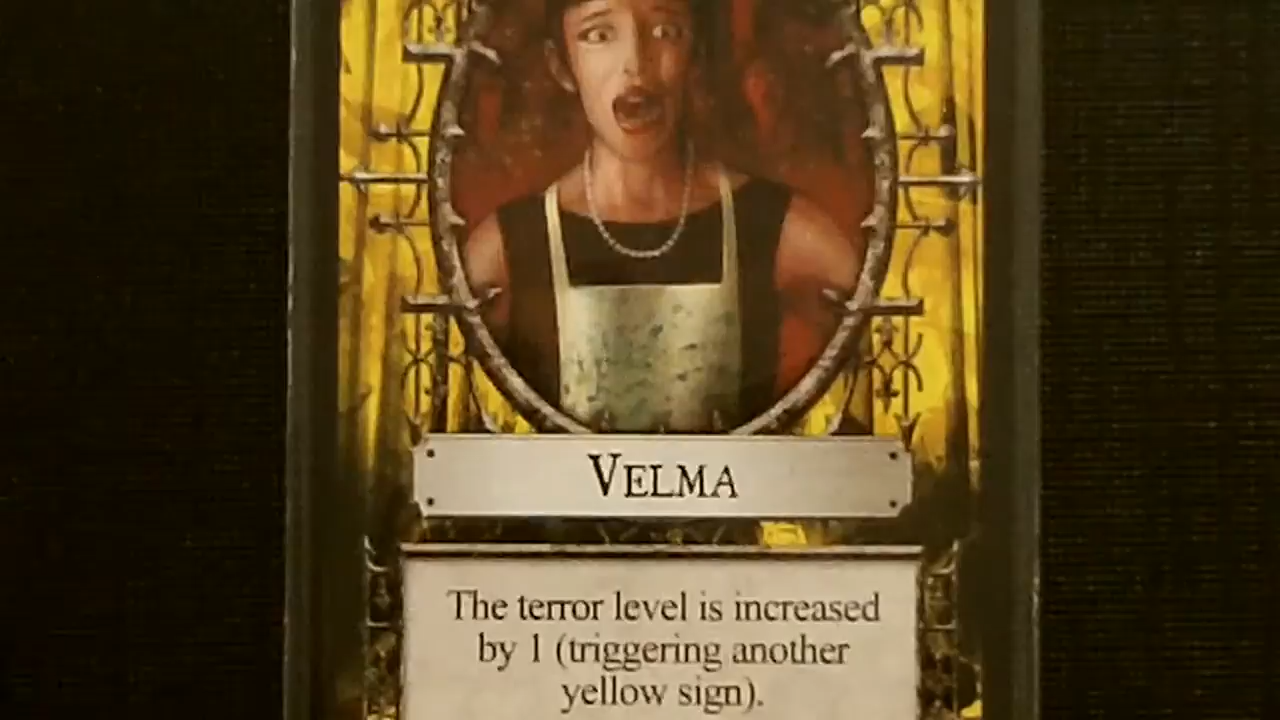 VELMA
The terror level is increased
by 1 (triggering another
yellow sign).